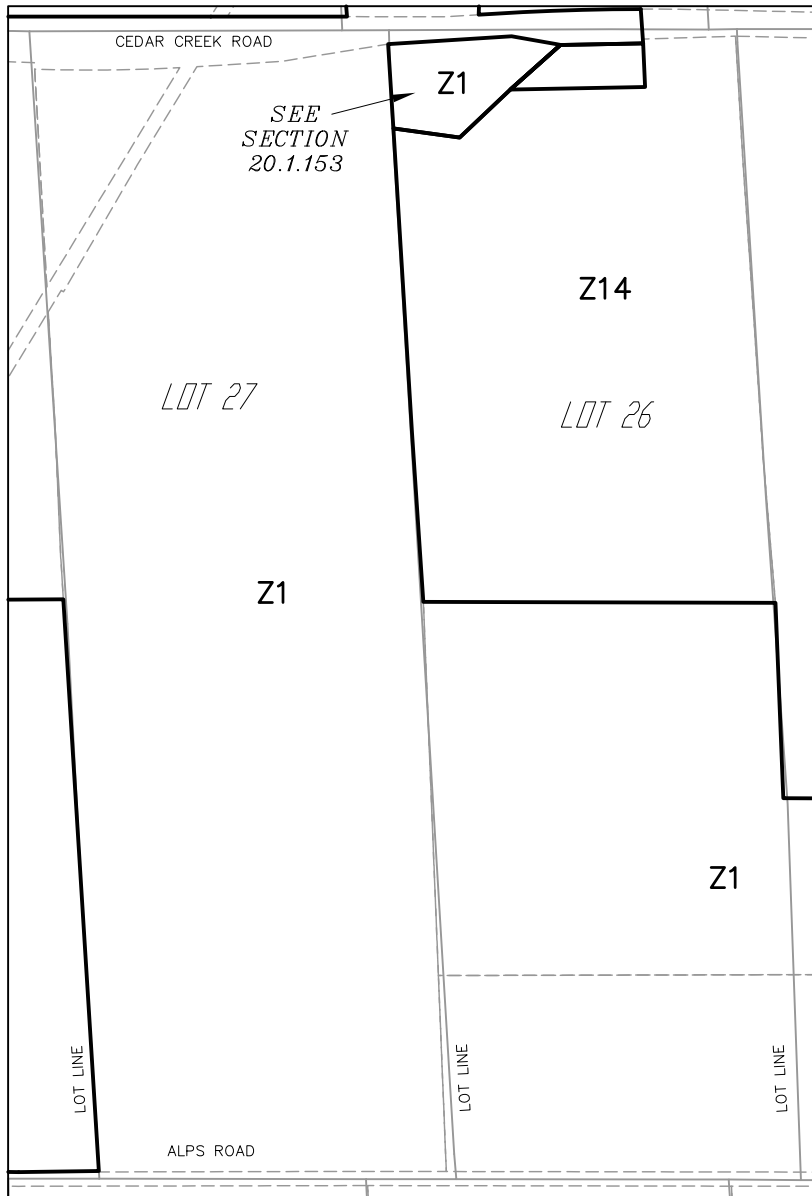 CEDAR CREEK ROAD
Z1
SEE
SECTION
20.1.153
Z14
LOT 27
LOT 26
Z1
Z1
LOT LINE
LOT LINE
LOT LINE
ALPS ROAD